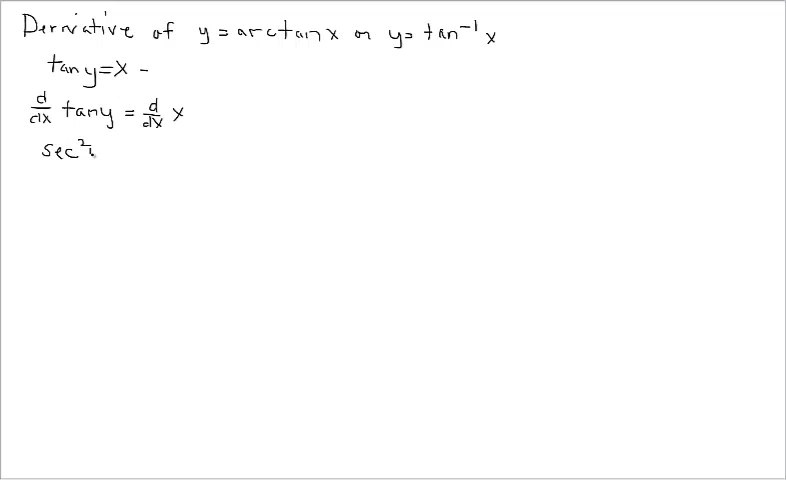 Derivative of y = arctan x or y = tan⁻¹ x
tan y = x –
d/dx tan y = d/dx x
sec²